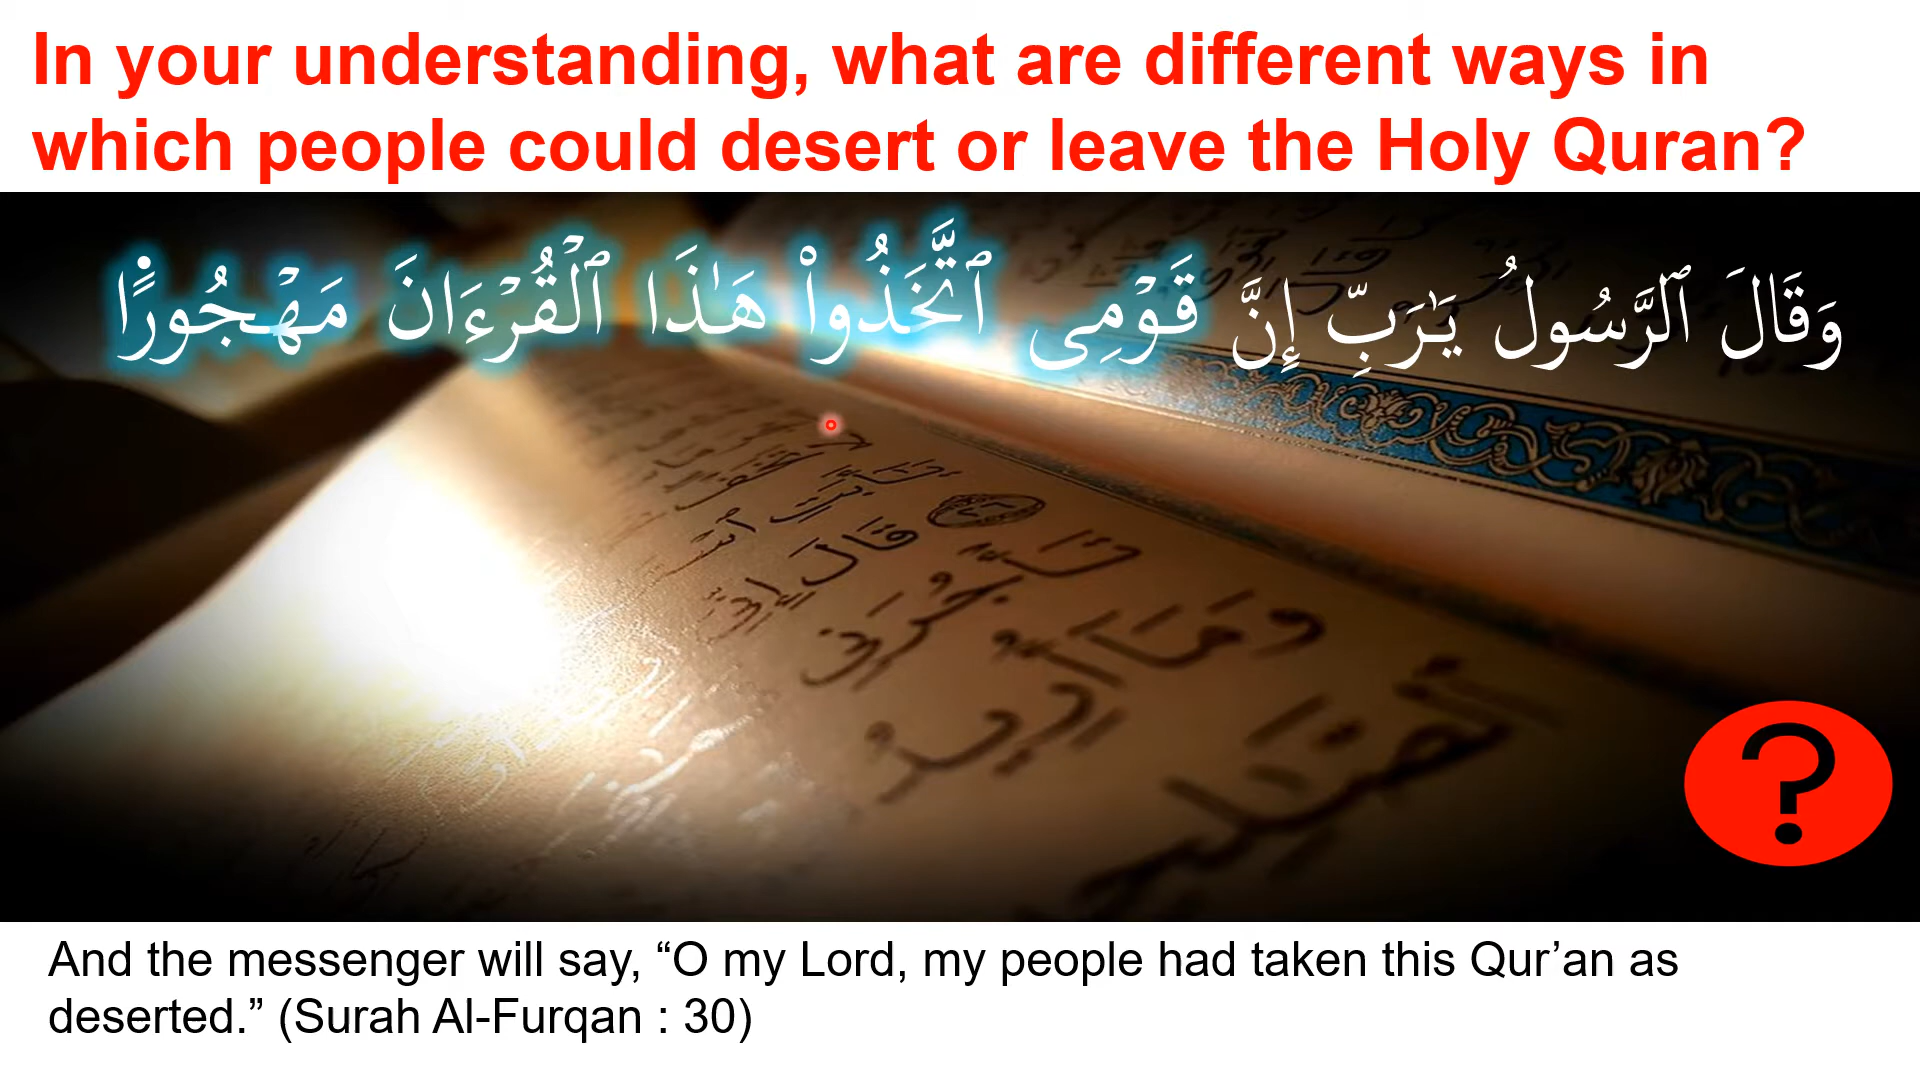 In your understanding, what are different ways in
which people could desert or leave the Holy Quran?
وَقَالَ ٱلرَّسُولُ يَـٰرَبِّ إِنَّ قَوْمِى ٱتَّخَذُوا۟ هَـٰذَا ٱلْقُرْءَانَ مَهْجُورًۭا
قَالَ إِنِّي
تَأْجُرَنِي
وَمَا أُرِيدُ
?
And the messenger will say, “O my Lord, my people had taken this Qur’an as
deserted.” (Surah Al-Furqan : 30)